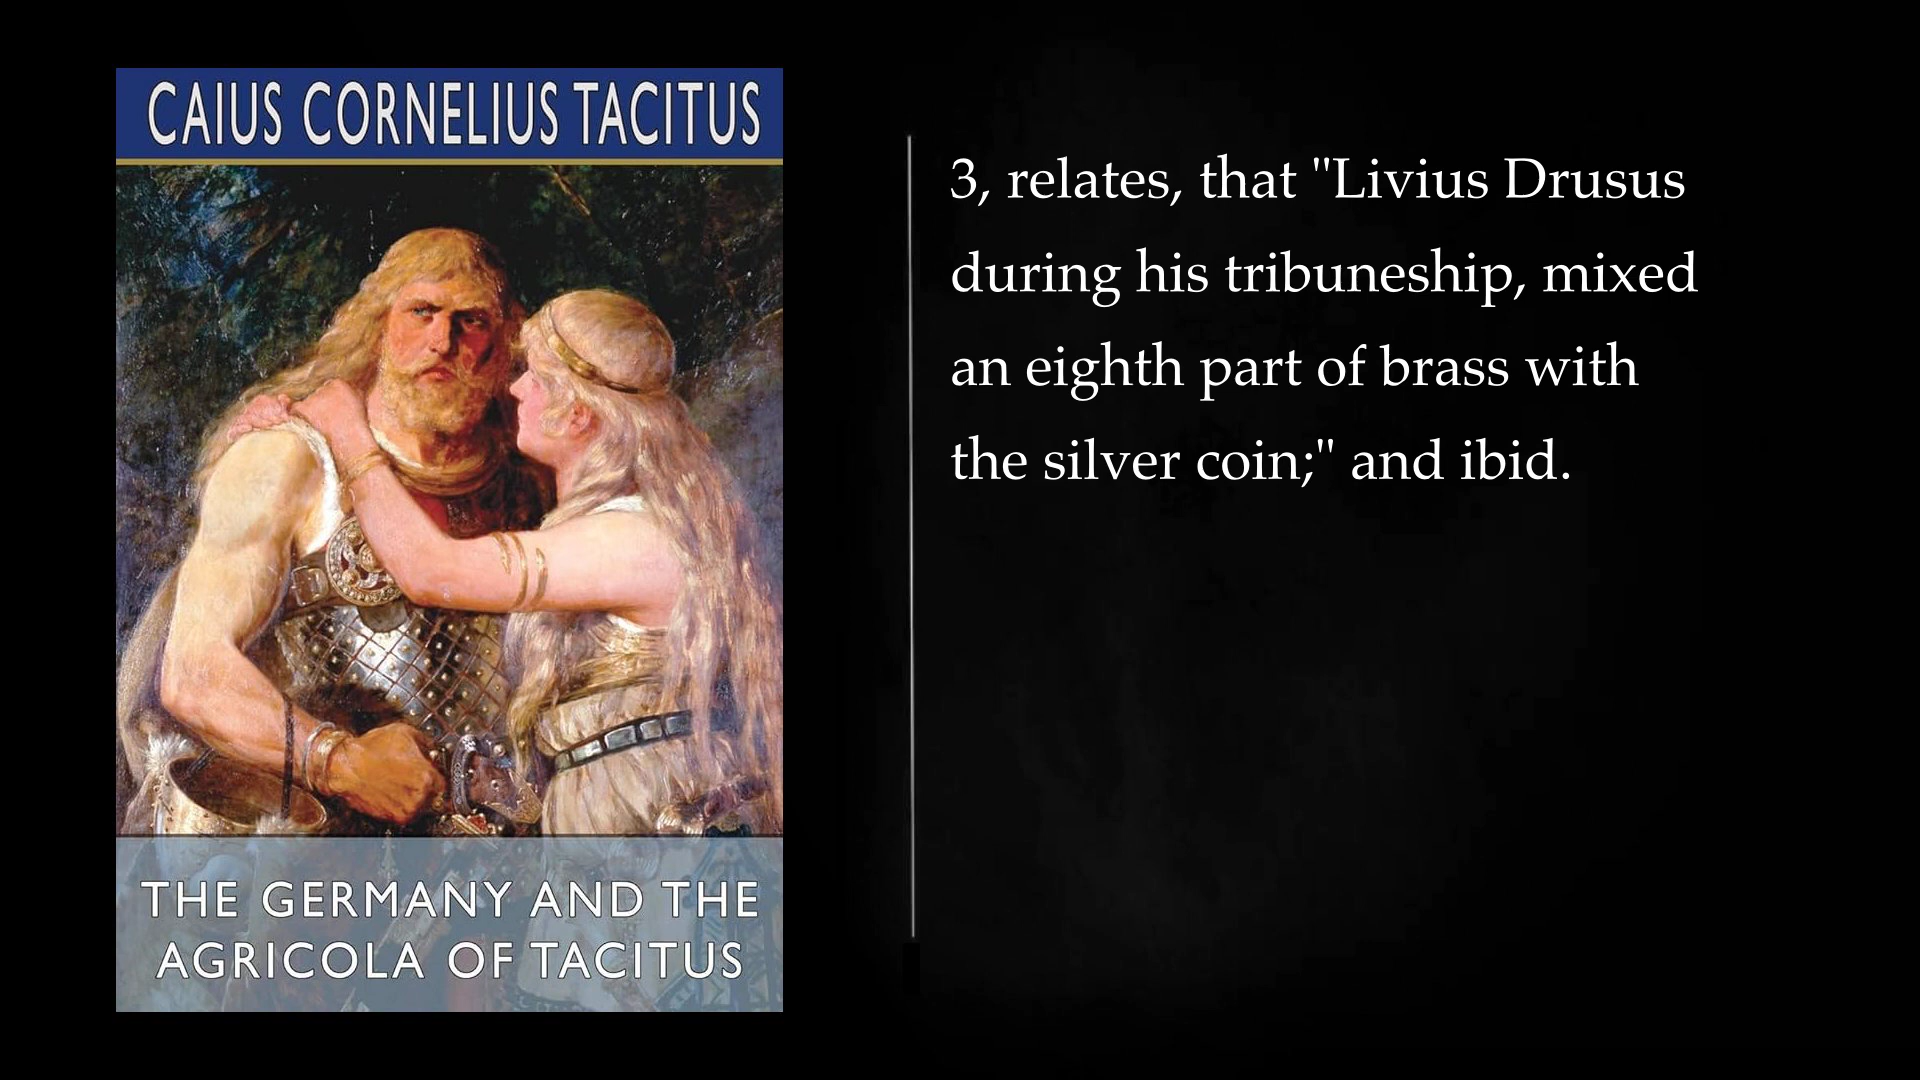 CAIUS CORNELIUS TACITUS
THE GERMANY AND THE
AGRICOLA OF TACITUS
3, relates, that "Livius Drusus
during his tribuneship, mixed
an eighth part of brass with
the silver coin;" and ibid.